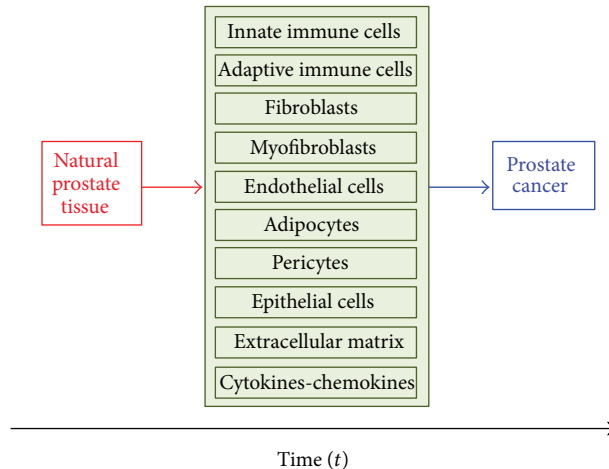 Natural
prostate
tissue
Innate immune cells
Adaptive immune cells
Fibroblasts
Myofibroblasts
Endothelial cells
Adipocytes
Pericytes
Epithelial cells
Extracellular matrix
Cytokines-chemokines
Prostate
cancer
Time (t)